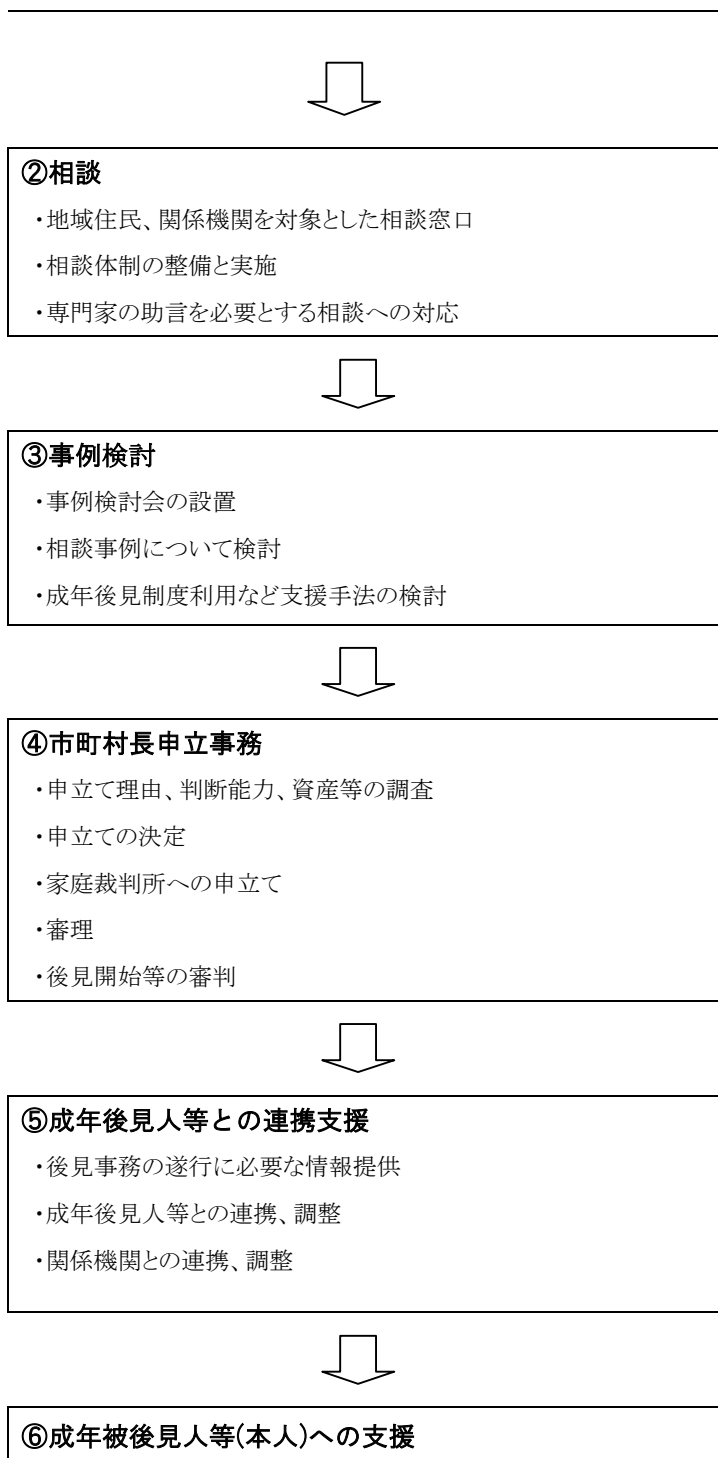 ②相談
・地域住民、関係機関を対象とした相談窓口
・相談体制の整備と実施
・専門家の助言を必要とする相談への対応
③事例検討
・事例検討会の設置
・相談事例について検討
・成年後見制度利用など支援手法の検討
④市町村長申立事務
・申立て理由、判断能力、資産等の調査
・申立ての決定
・家庭裁判所への申立て
・審理
・後見開始等の審判
⑤成年後見人等との連携支援
・後見事務の遂行に必要な情報提供
・成年後見人等との連携、調整
・関係機関との連携、調整
⑥成年被後見人等(本人)への支援